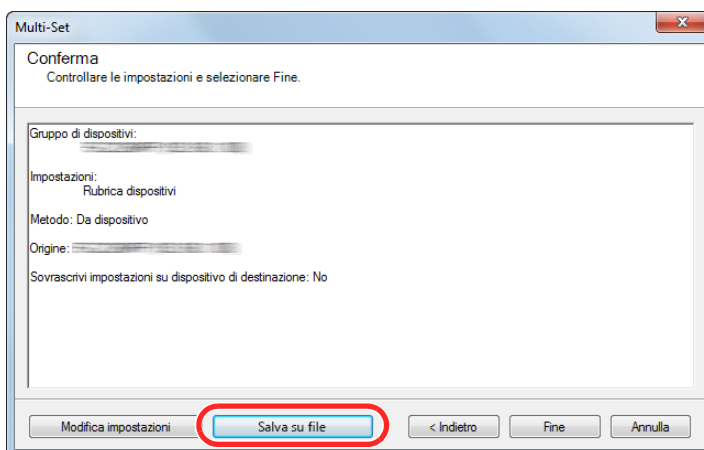 Multi-Set
Conferma
Controllare le impostazioni e selezionare Fine.
Gruppo di dispositivi:
Impostazioni:
Rubrica dispositivi
Metodo: Da dispositivo
Origine:
Sovrascrivi impostazioni su dispositivo di destinazione: No
Modifica impostazioni
Salva su file
< Indietro
Fine
Annulla